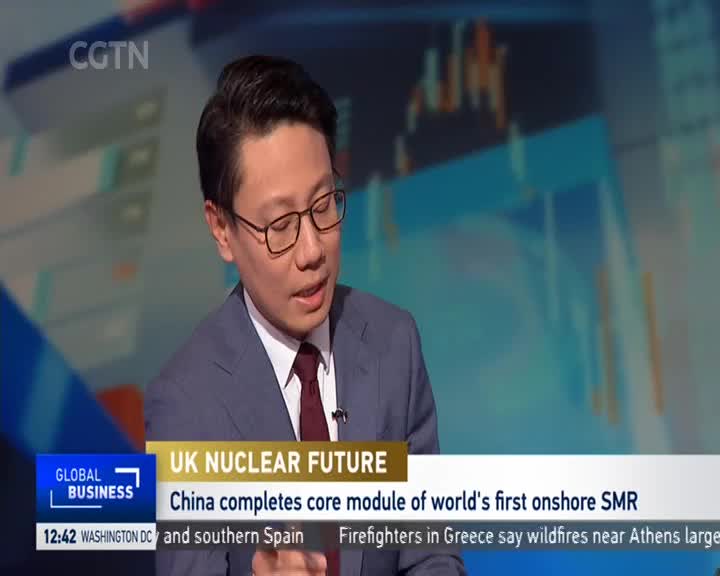 CGTN
UK NUCLEAR FUTURE
GLOBAL
BUSINESS
China completes core module of world's first onshore SMR
12:42 WASHINGTON DC
and southern Spain Firefighters in Greece say wildfires near Athens large